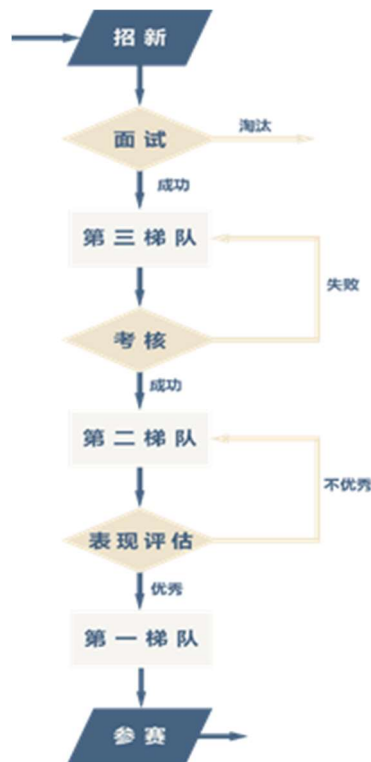 招新
面试
淘汰
成功
第三梯队
失败
考核
成功
第二梯队
不优秀
表现评估
优秀
第一梯队
参赛